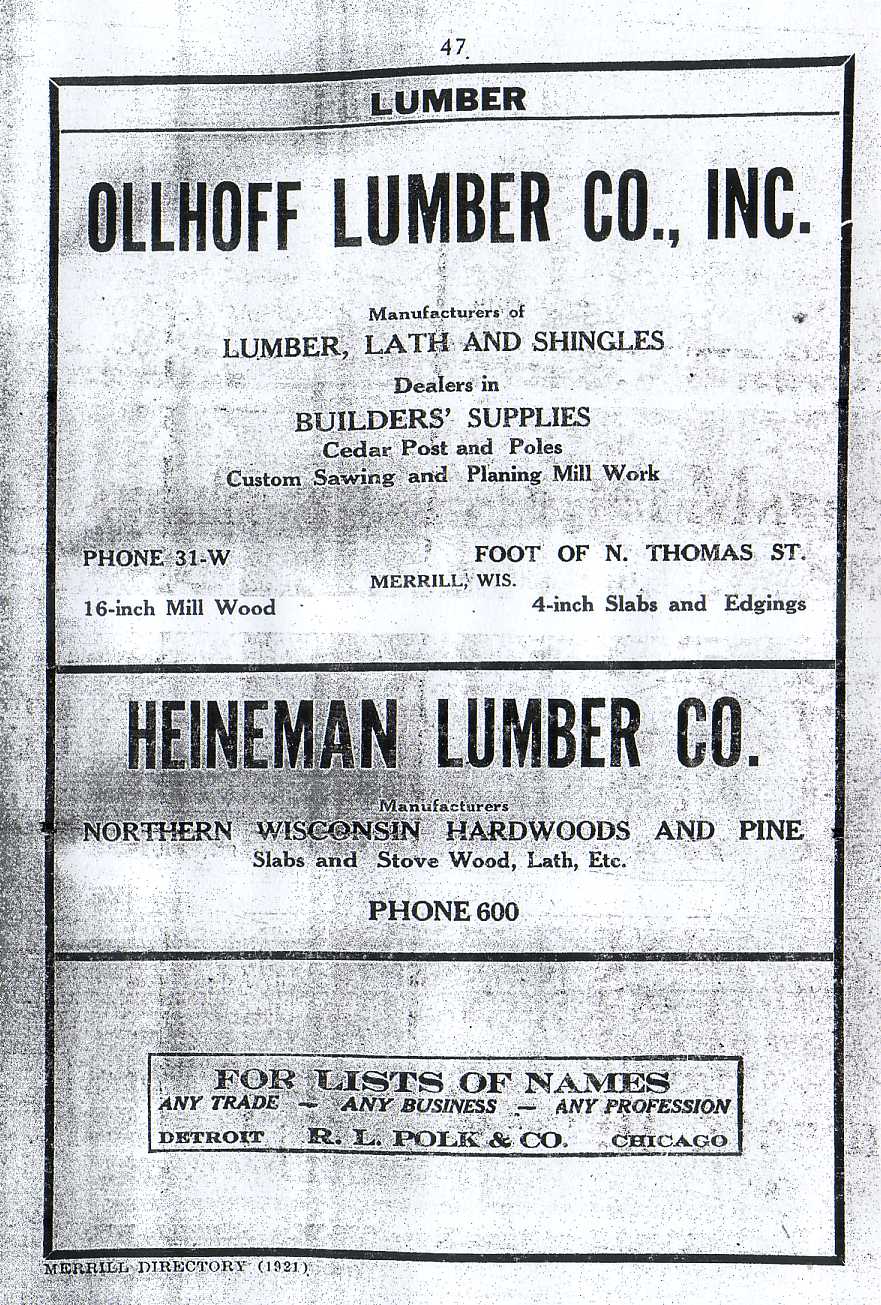 47
LUMBER
OLLHOFF LUMBER CO., INC.
Manufacturers of
LUMBER, LATH AND SHINGLES
Dealers in
BUILDERS' SUPPLIES
Cedar Post and Poles
Custom Sawing and Planing Mill Work
PHONE 31-W FOOT OF N. THOMAS ST.
MERRILL, WIS.
16-inch Mill Wood 4-inch Slabs and Edgings
HEINEMAN LUMBER CO.
Manufacturers
NORTHERN WISCONSIN HARDWOODS AND PINE
Slabs and Stove Wood, Lath, Etc.
PHONE 600
FOR LISTS OF NAMES
ANY TRADE — ANY BUSINESS — ANY PROFESSION
DETROIT R. L. POLK & CO. CHICAGO
MERRILL DIRECTORY (1921)